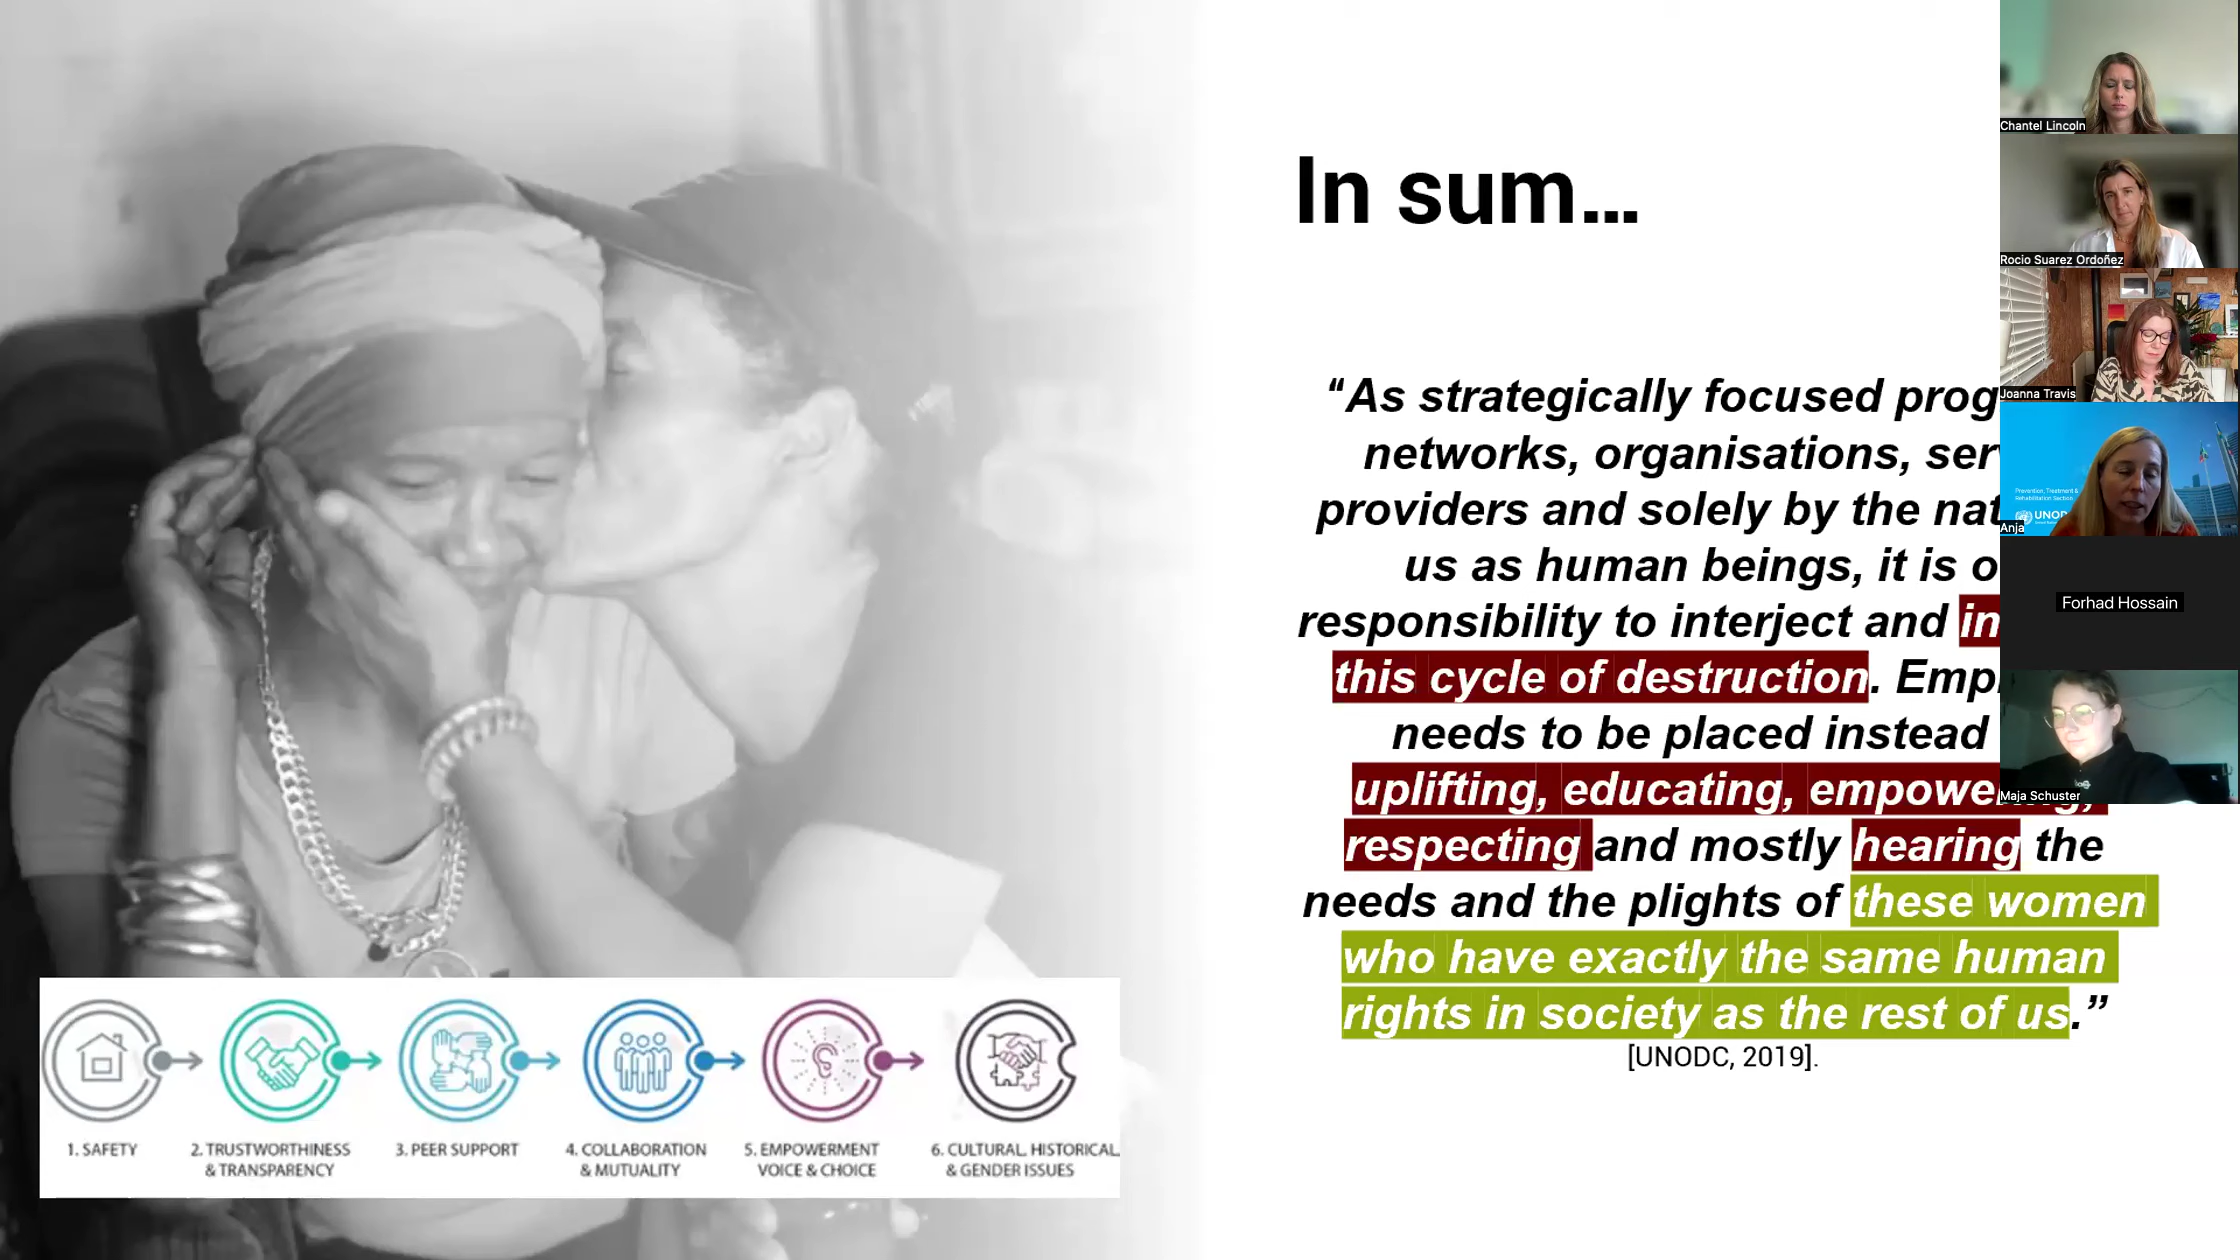 In sum...
“As strategically focused prog
networks, organisations, ser
providers and solely by the nat
us as human beings, it is o
responsibility to interject and in
this cycle of destruction. Emp
needs to be placed instead
uplifting, educating, empowe
respecting and mostly hearing the
needs and the plights of these women
who have exactly the same human
rights in society as the rest of us.”
[UNODC, 2019].
1. SAFETY
2. TRUSTWORTHINESS
& TRANSPARENCY
3. PEER SUPPORT
4. COLLABORATION
& MUTUALITY
5. EMPOWERMENT
VOICE & CHOICE
6. CULTURAL, HISTORICAL,
& GENDER ISSUES
Chantel Lincoln
Rocio Suarez Ordoñez
Joanna Travis
Prevention, Treatment &
Rehabilitation Section
UNOD
Anja
Forhad Hossain
Maja Schuster